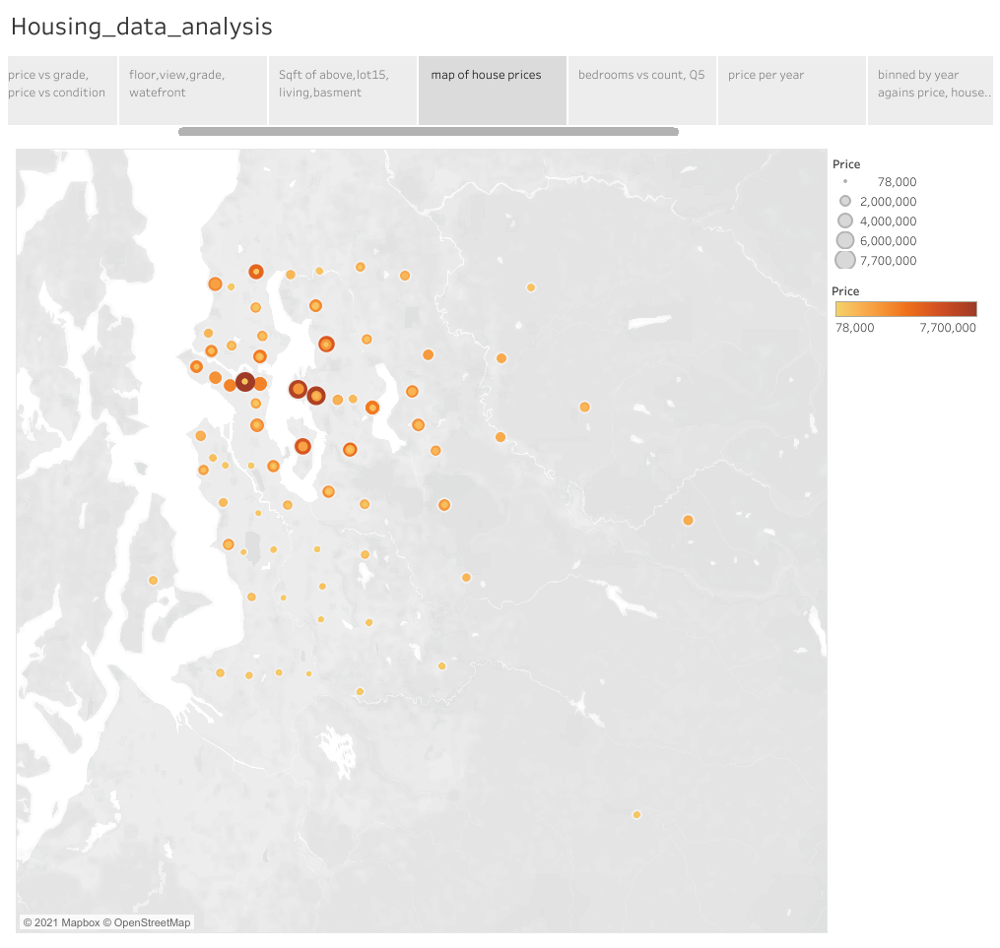 Housing_data_analysis
price vs grade,
price vs condition
floor,view,grade,
watefront
Sqft of above,lot15,
living,basment
map of house prices
bedrooms vs count, Q5
price per year
binned by year
agains price, house..
Price
78,000
2,000,000
4,000,000
6,000,000
7,700,000
Price
78,000 7,700,000
© 2021 Mapbox © OpenStreetMap